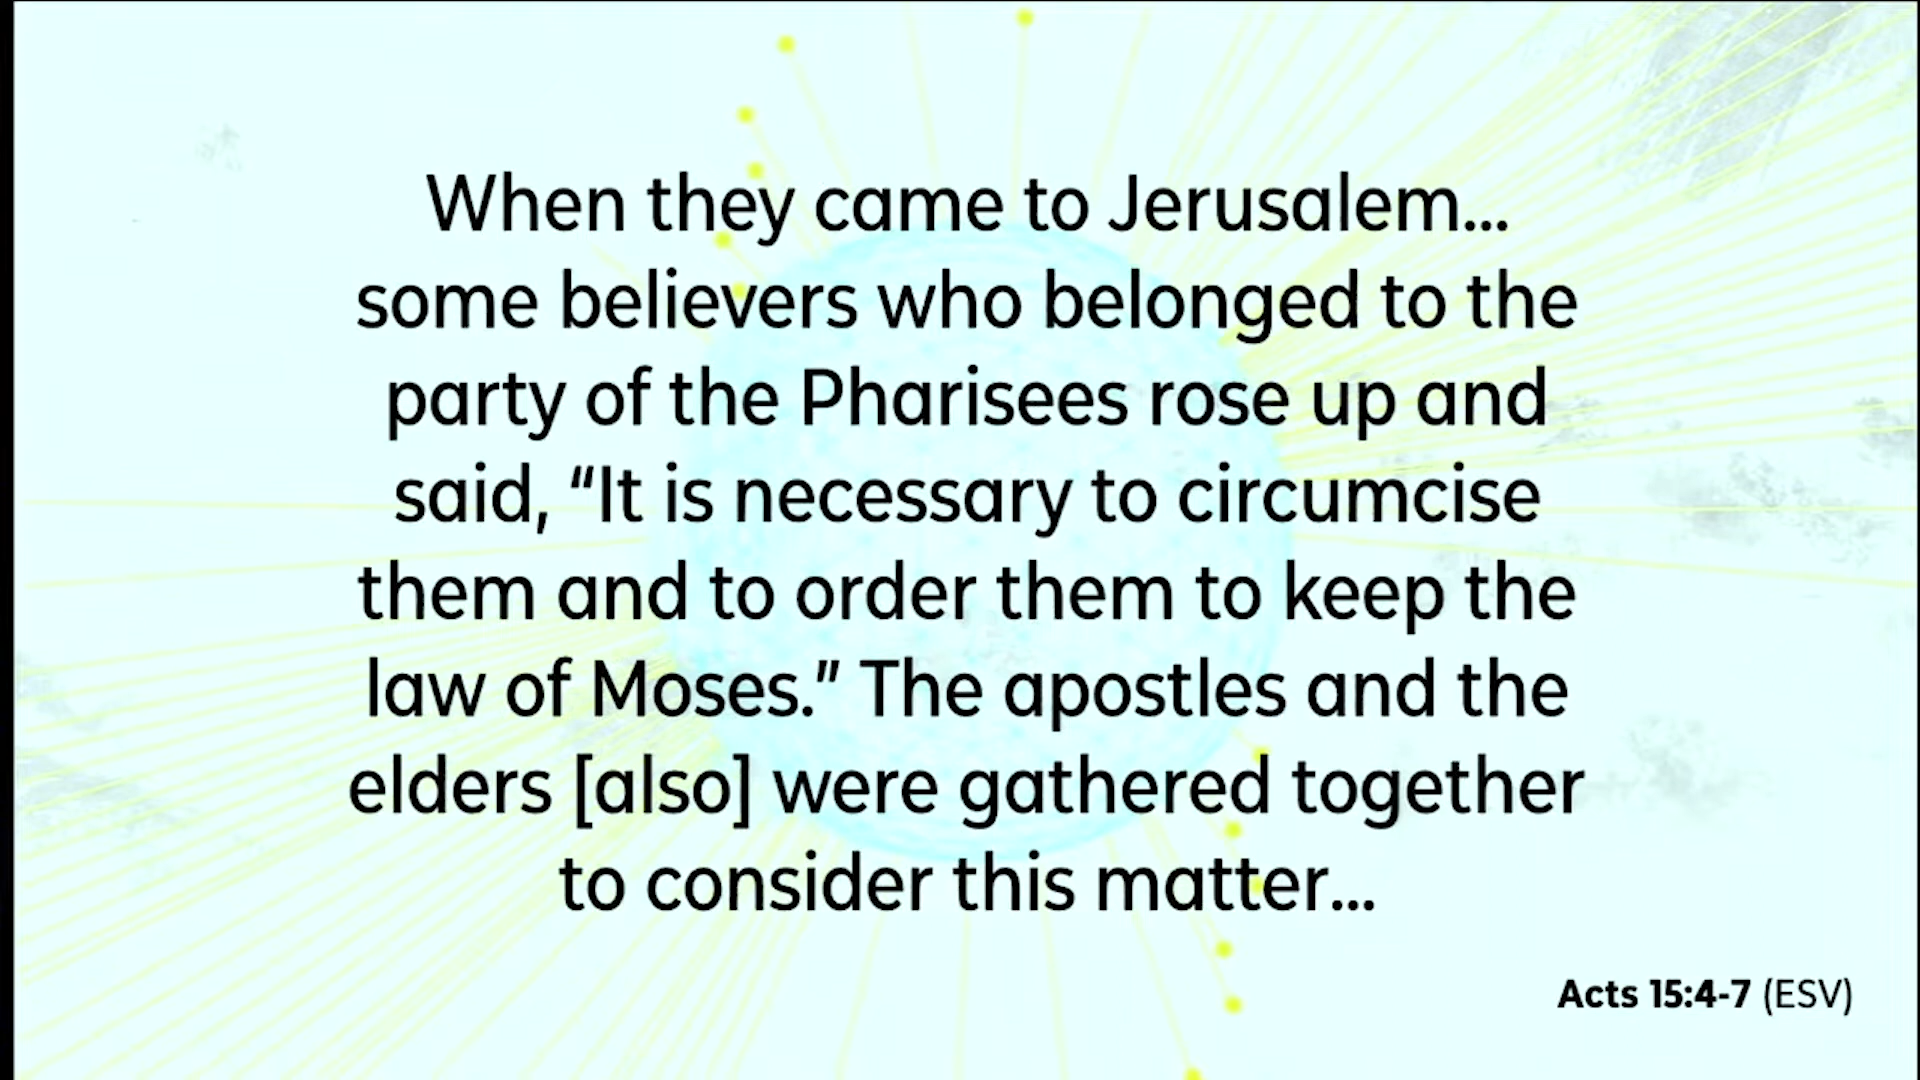 When they came to Jerusalem...
some believers who belonged to the
party of the Pharisees rose up and
said, “It is necessary to circumcise
them and to order them to keep the
law of Moses.” The apostles and the
elders [also] were gathered together
to consider this matter...
Acts 15:4-7 (ESV)